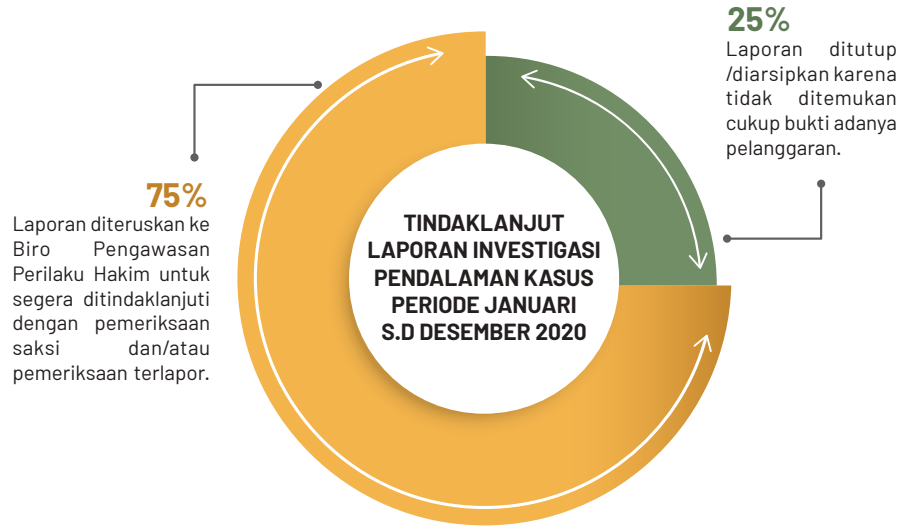 25%
Laporan ditutup
/diarsipkan karena
tidak ditemukan
cukup bukti adanya
pelanggaran.
75%
Laporan diteruskan ke
Biro Pengawasan
Perilaku Hakim untuk
segera ditindaklanjuti
dengan pemeriksaan
saksi dan/atau
pemeriksaan terlapor.
TINDAKLANJUT
LAPORAN INVESTIGASI
PENDALAMAN KASUS
PERIODE JANUARI
S.D DESEMBER 2020